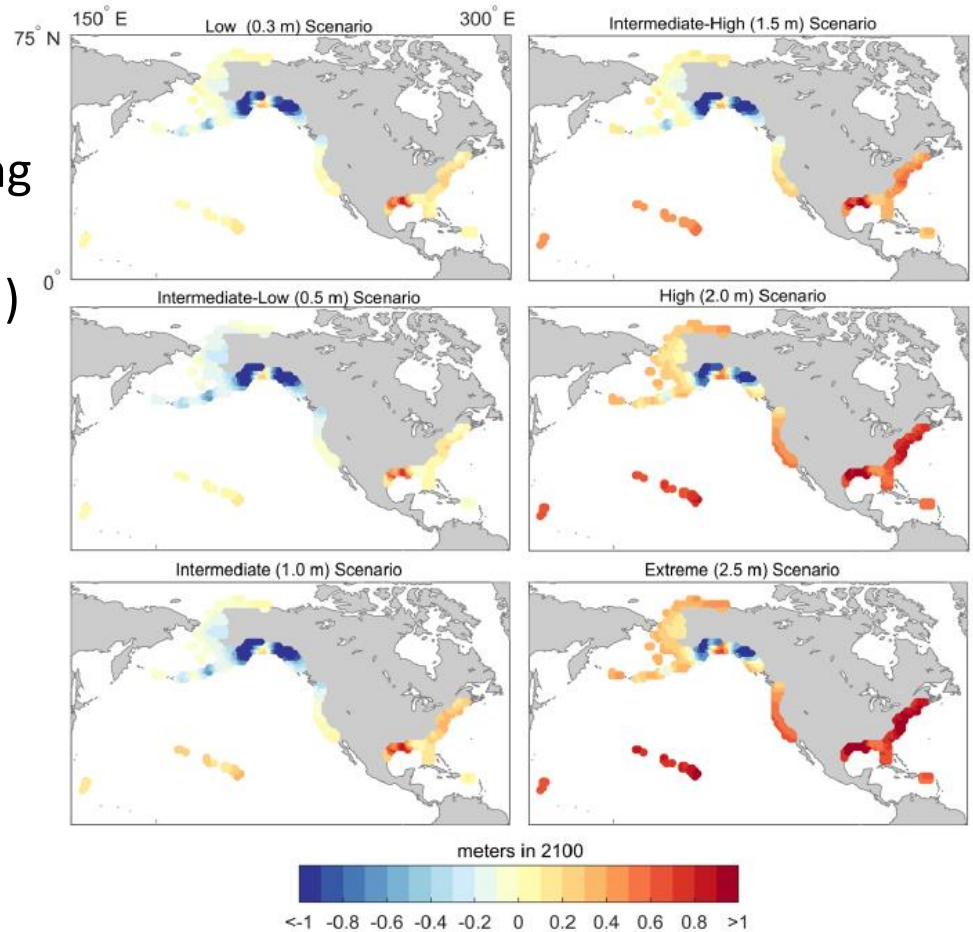 150° E
300° E
75° N
Low (0.3 m) Scenario
Intermediate-High (1.5 m) Scenario
ng
0°
)
Intermediate-Low (0.5 m) Scenario
High (2.0 m) Scenario
Intermediate (1.0 m) Scenario
Extreme (2.5 m) Scenario
meters in 2100
<-1 -0.8 -0.6 -0.4 -0.2 0 0.2 0.4 0.6 0.8 >1